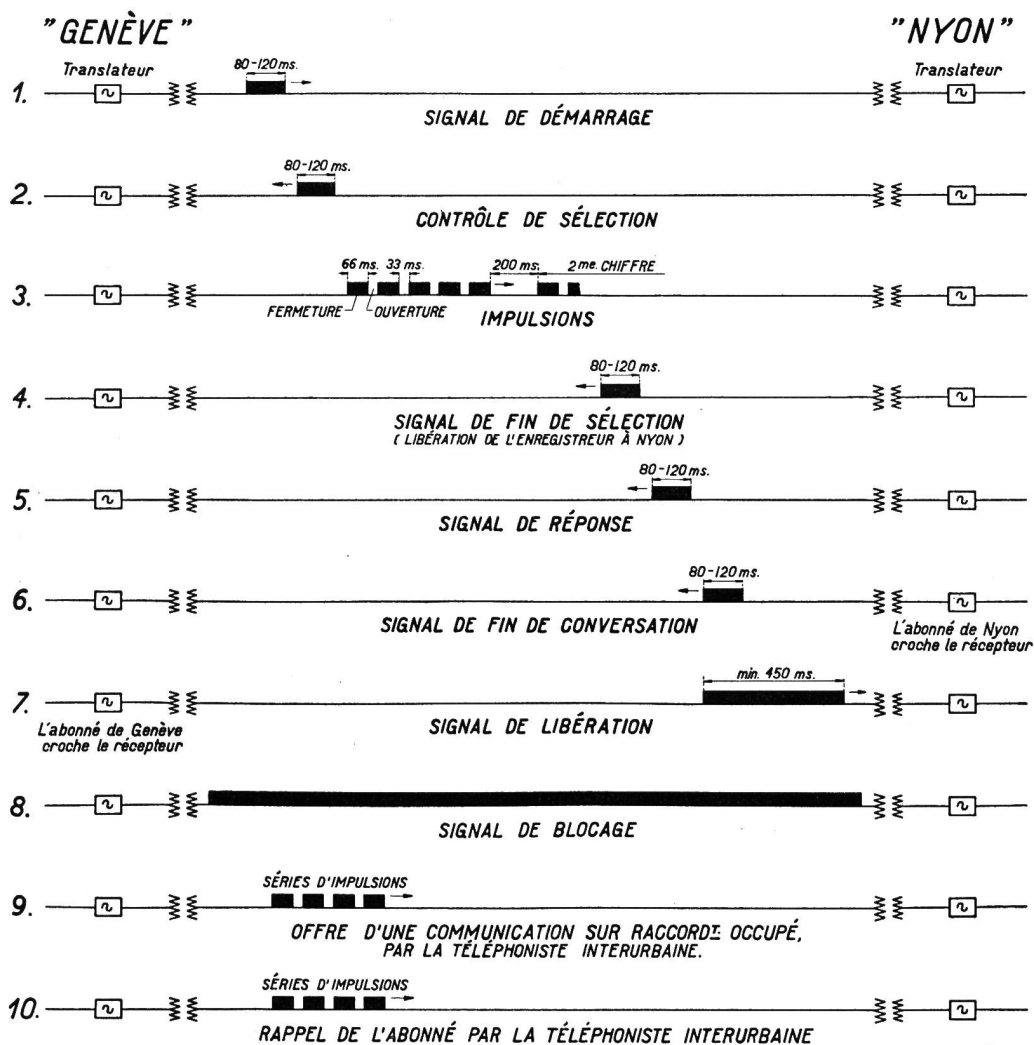 "GENÈVE" "NYON"
Translateur Translateur
80-120 ms.
1.
SIGNAL DE DÉMARRAGE
80-120 ms.
2.
CONTRÔLE DE SÉLECTION
66 ms. 33 ms. 200 ms. 2me. CHIFFRE
3.
FERMETURE OUVERTURE
IMPULSIONS
80-120 ms.
4.
SIGNAL DE FIN DE SÉLECTION
( LIBÉRATION DE L'ENREGISTREUR À NYON )
80-120 ms.
5.
SIGNAL DE RÉPONSE
80-120 ms.
6.
SIGNAL DE FIN DE CONVERSATION
L'abonné de Nyon
croche le récepteur
min. 450 ms.
7.
L'abonné de Genève
croche le récepteur
SIGNAL DE LIBÉRATION
8.
SIGNAL DE BLOCAGE
SÉRIES D'IMPULSIONS
9.
OFFRE D'UNE COMMUNICATION SUR RACCORDT. OCCUPÉ,
PAR LA TÉLÉPHONISTE INTERURBAINE.
SÉRIES D'IMPULSIONS
10.
RAPPEL DE L'ABONNÉ PAR LA TÉLÉPHONISTE INTERURBAINE